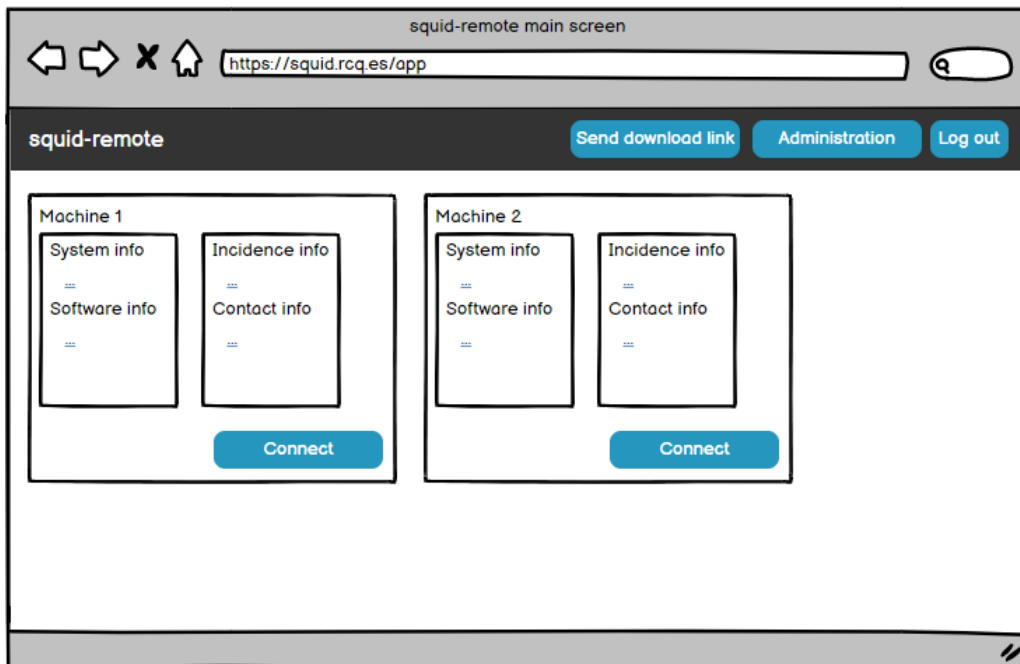 squid-remote main screen
https://squid.rcq.es/app
squid-remote
Send download link
Administration
Log out
Machine 1
System info
...
Software info
...
Incidence info
...
Contact info
...
Connect
Machine 2
System info
...
Software info
...
Incidence info
...
Contact info
...
Connect